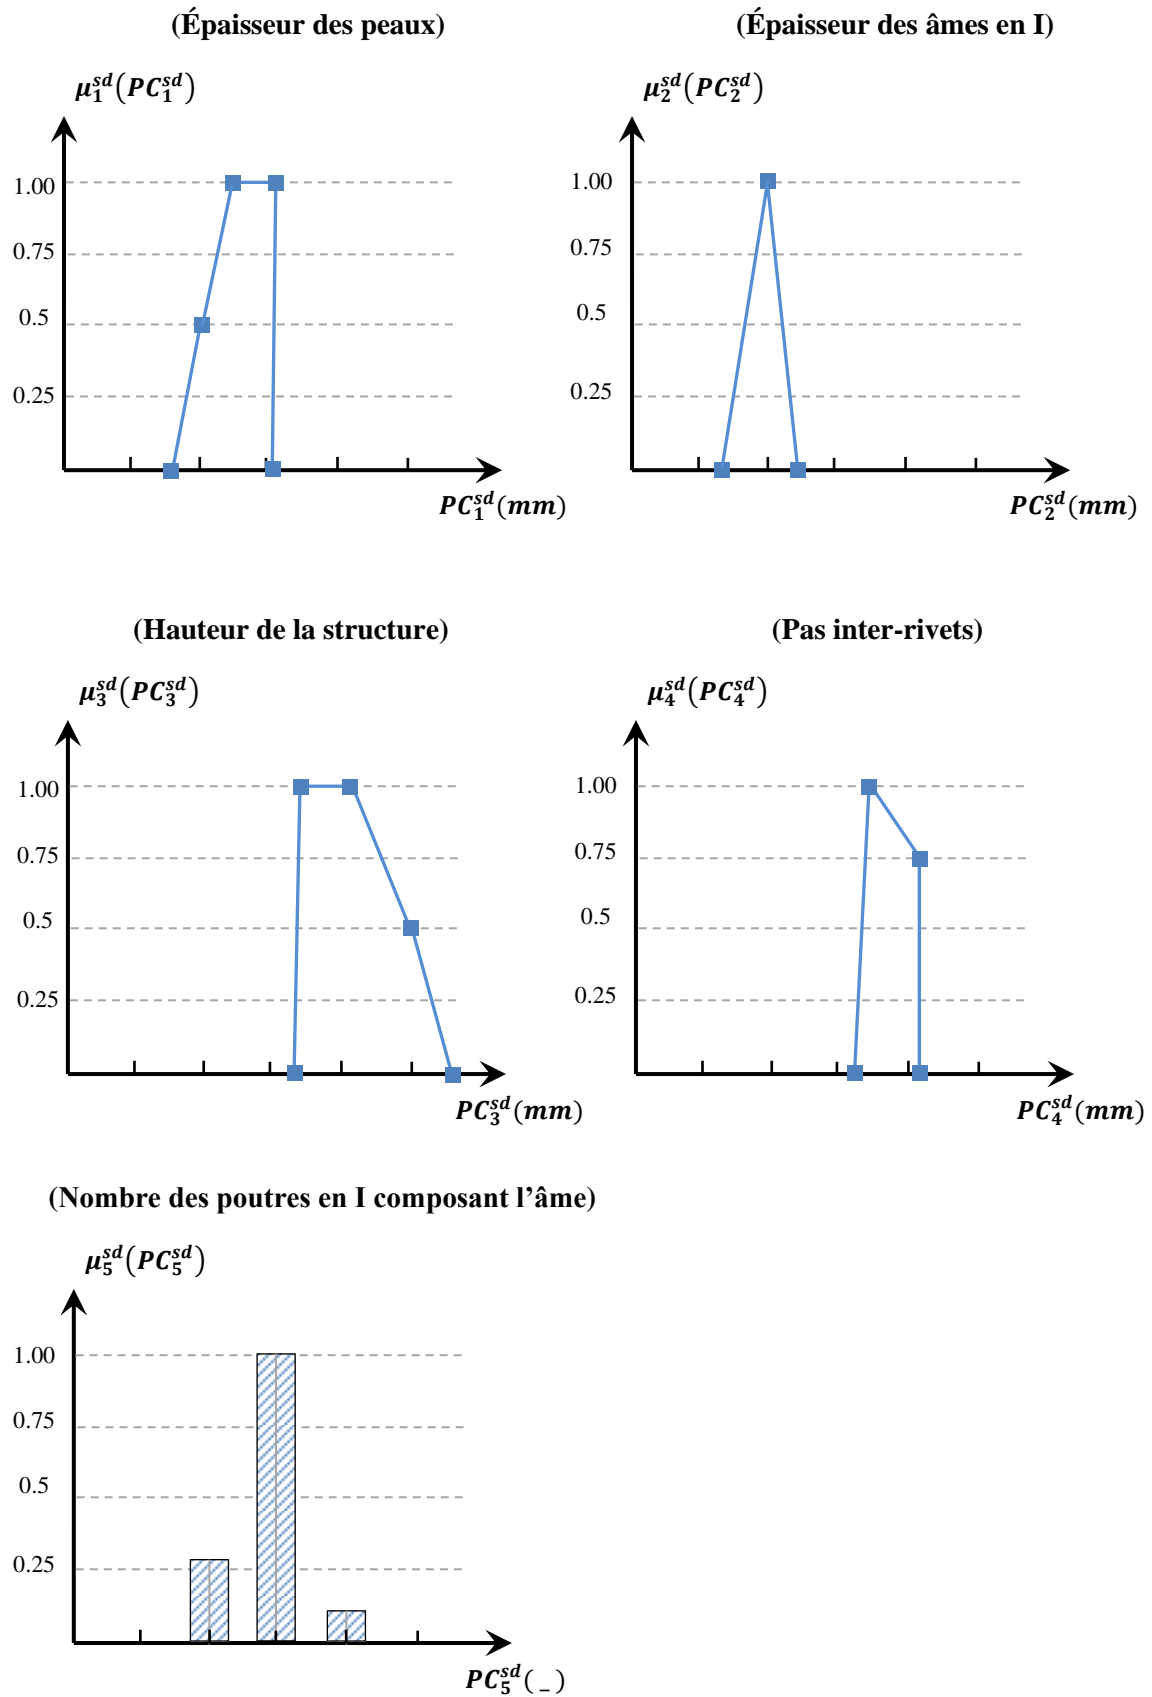 (Épaisseur des peaux)
(Épaisseur des âmes en I)
μ₁ˢᵈ(PC₁ˢᵈ)
μ₂ˢᵈ(PC₂ˢᵈ)
1.00
0.75
0.5
0.25
1.00
0.75
0.5
0.25
PC₁ˢᵈ(mm)
PC₂ˢᵈ(mm)
(Hauteur de la structure)
(Pas inter-rivets)
μ₃ˢᵈ(PC₃ˢᵈ)
μ₄ˢᵈ(PC₄ˢᵈ)
1.00
0.75
0.5
0.25
1.00
0.75
0.5
0.25
PC₃ˢᵈ(mm)
PC₄ˢᵈ(mm)
(Nombre des poutres en I composant l’âme)
μ₅ˢᵈ(PC₅ˢᵈ)
1.00
0.75
0.5
0.25
PC₅ˢᵈ( _ )